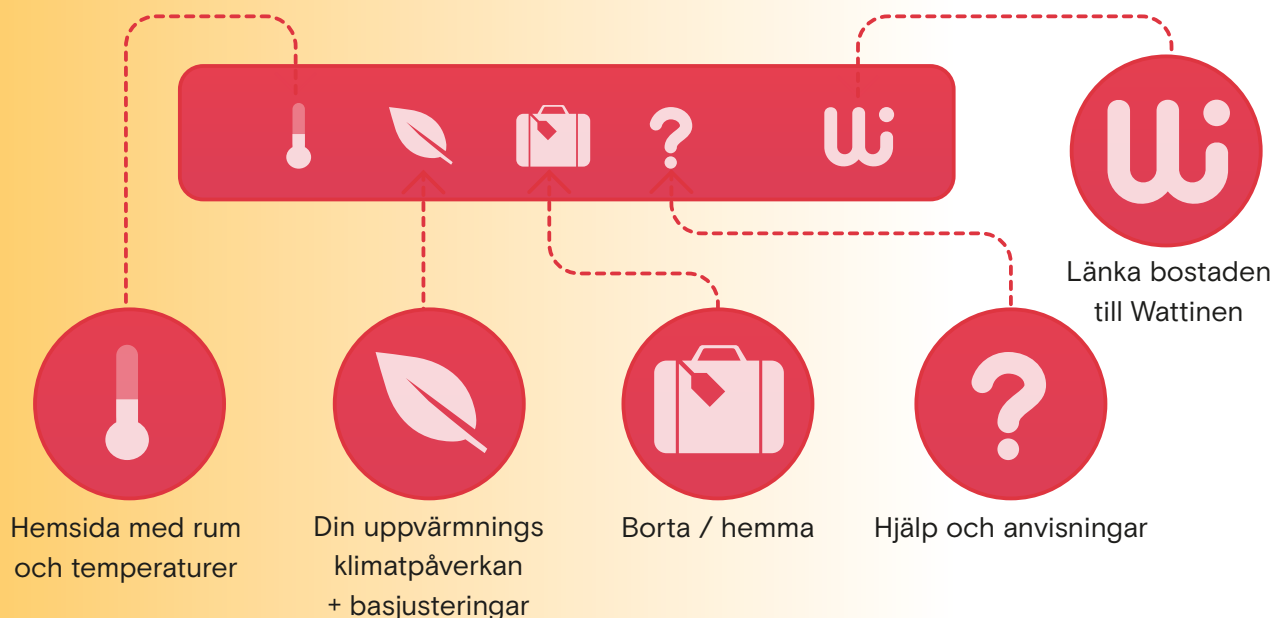 Länka bostaden
till Wattinen
Hemsida med rum
och temperaturer
Din uppvärmnings
klimatpåverkan
+ basjusteringar
Borta / hemma
Hjälp och anvisningar